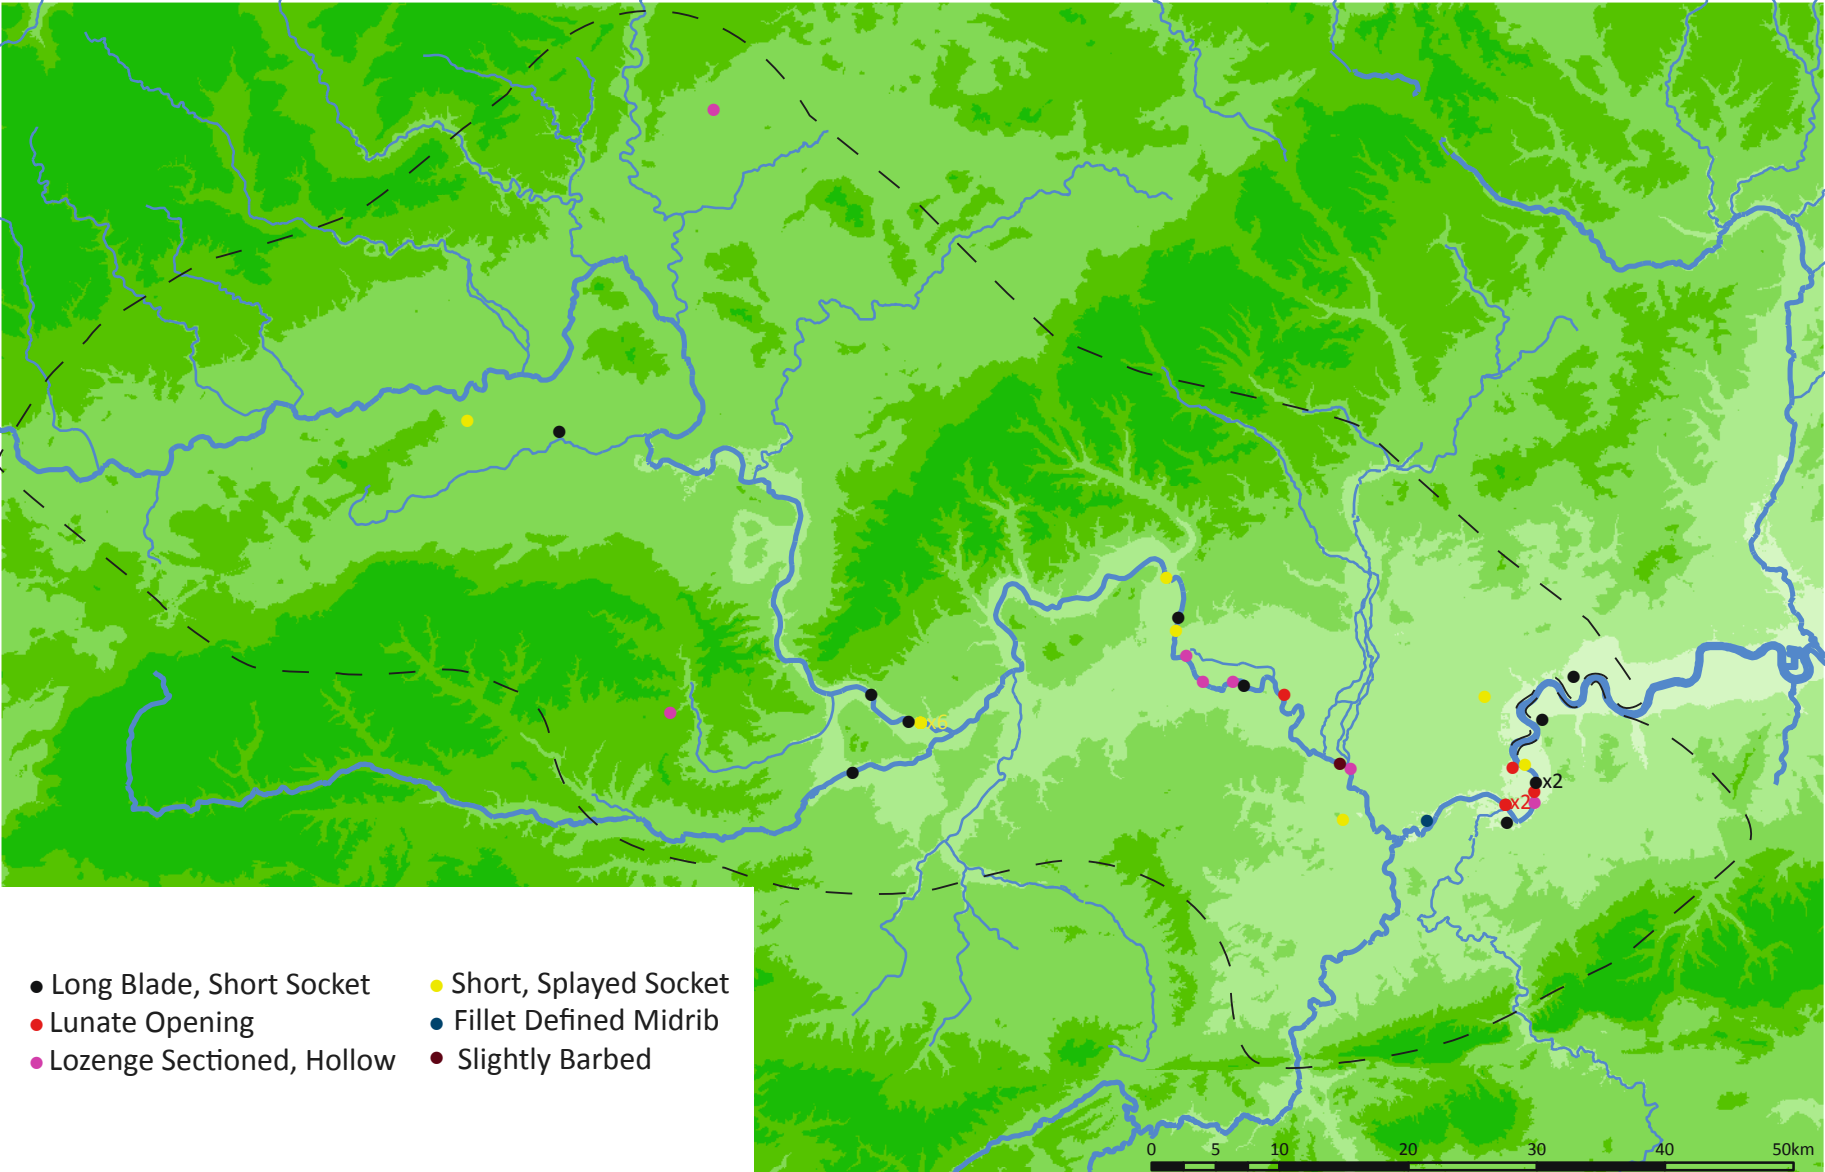 x6
x2
x2
Long Blade, Short Socket
Short, Splayed Socket
Lunate Opening
Fillet Defined Midrib
Lozenge Sectioned, Hollow
Slightly Barbed
0 5 10 20 30 40 50km